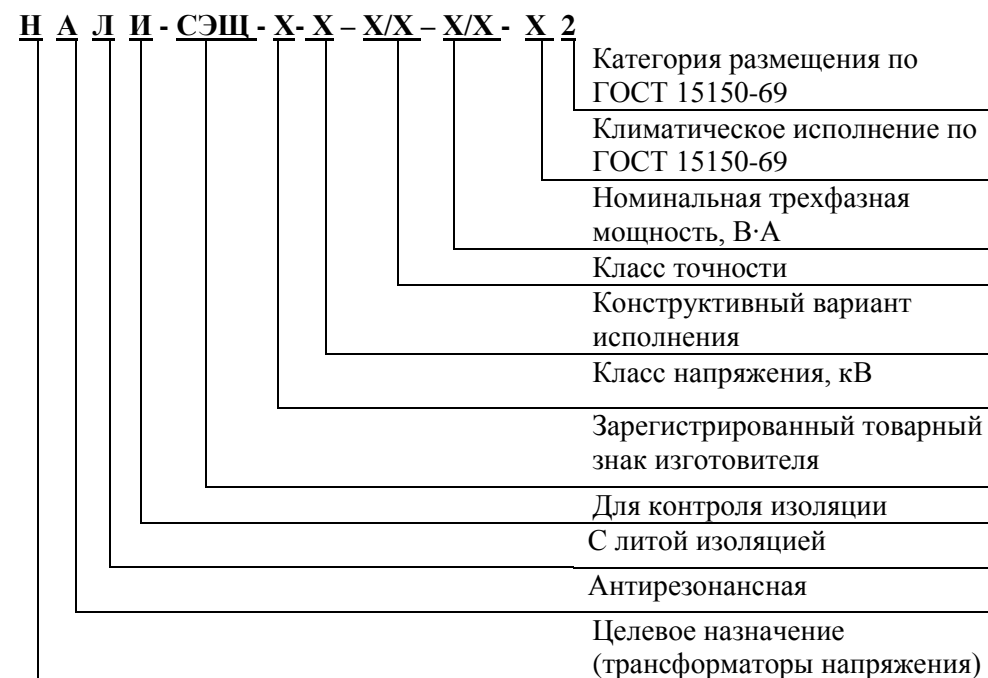 Н А Л И - СЭЩ - Х- Х – Х/Х – Х/Х - Х 2
Категория размещения по
ГОСТ 15150-69
Климатическое исполнение по
ГОСТ 15150-69
Номинальная трехфазная
мощность, В·А
Класс точности
Конструктивный вариант
исполнения
Класс напряжения, кВ
Зарегистрированный товарный
знак изготовителя
Для контроля изоляции
С литой изоляцией
Антирезонансная
Целевое назначение
(трансформаторы напряжения)